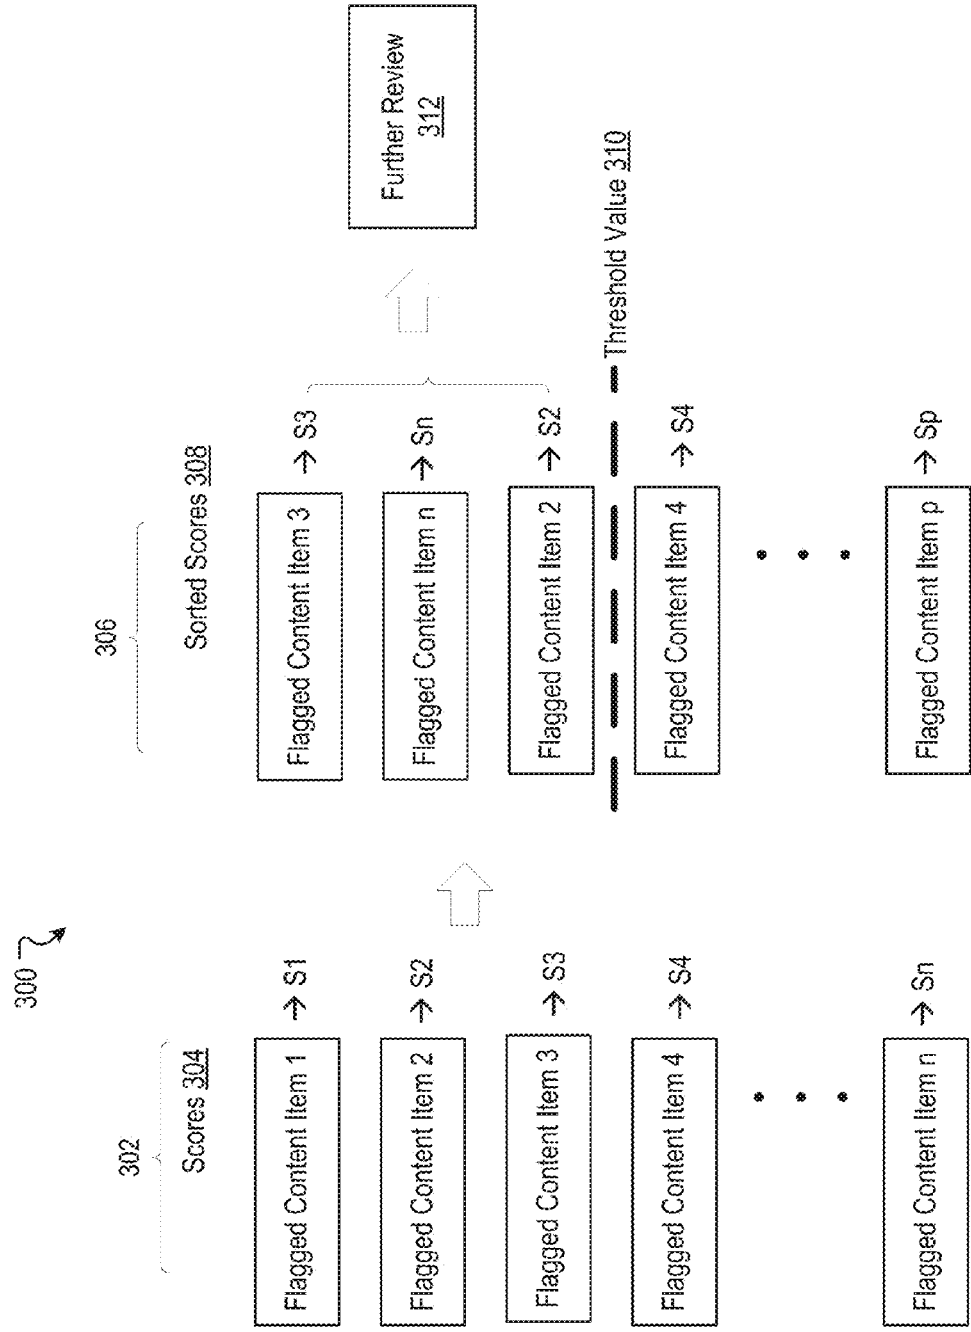 300
302
Scores 304
Flagged Content Item 1 → S1
Flagged Content Item 2 → S2
Flagged Content Item 3 → S3
Flagged Content Item 4 → S4
Flagged Content Item n → Sn
306
Sorted Scores 308
Flagged Content Item 3 → S3
Flagged Content Item n → Sn
Flagged Content Item 2 → S2
Threshold Value 310
Flagged Content Item 4 → S4
Flagged Content Item p → Sp
Further Review
312